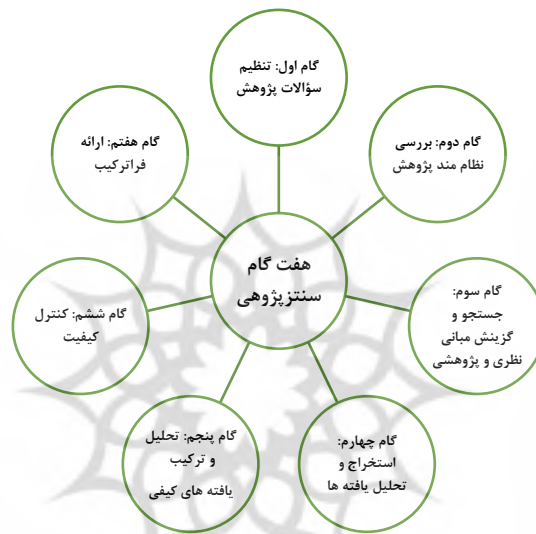 هفت گام
سنتزپژوهی
گام اول: تنظیم
سؤالات پژوهش
گام دوم: بررسی
نظام مند پژوهش
گام سوم:
جستجو و
گزینش مبانی
نظری و پژوهشی
گام چهارم:
استخراج و
تحلیل یافته ها
گام پنجم: تحلیل
و ترکیب
یافته های کیفی
گام ششم: کنترل
کیفیت
گام هفتم: ارائه
فراترکیب